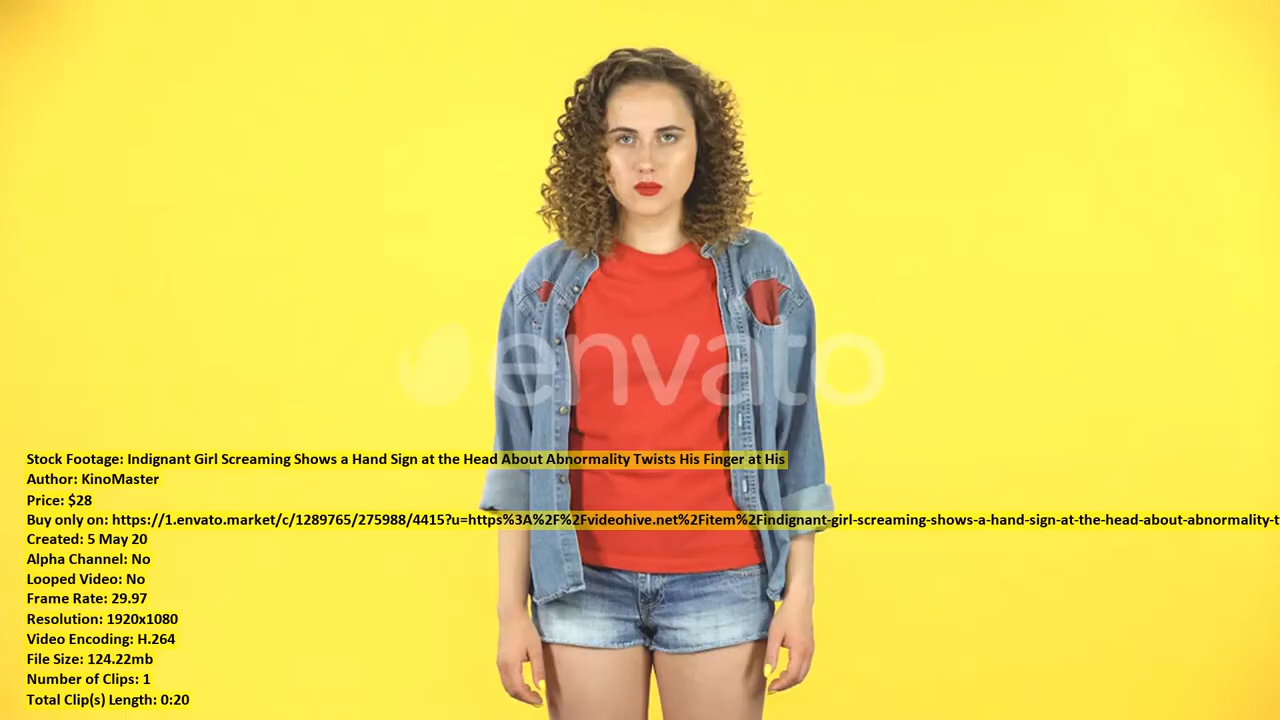 envato
Stock Footage: Indignant Girl Screaming Shows a Hand Sign at the Head About Abnormality Twists His Finger at His
Author: KinoMaster
Price: $28
Buy only on: https://1.envato.market/c/1289765/275988/4415?u=https%3A%2F%2Fvideohive.net%2Fitem%2Findignant-girl-screaming-shows-a-hand-sign-at-the-head-about-abnormality-t
Created: 5 May 20
Alpha Channel: No
Looped Video: No
Frame Rate: 29.97
Resolution: 1920x1080
Video Encoding: H.264
File Size: 124.22mb
Number of Clips: 1
Total Clip(s) Length: 0:20